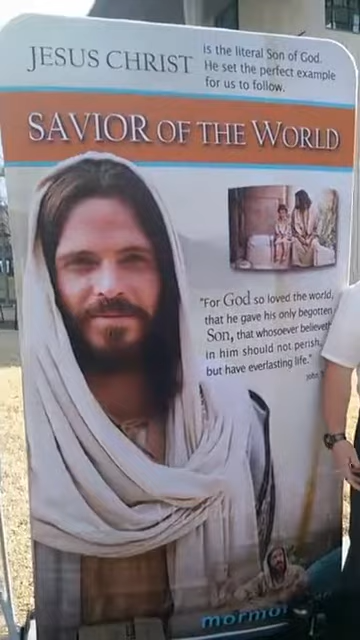 JESUS CHRIST
is the literal Son of God.
He set the perfect example
for us to follow.
SAVIOR OF THE WORLD
"For God so loved the world,
that he gave his only begotten
Son, that whosoever believeth
in him should not perish,
but have everlasting life."
John
mormon